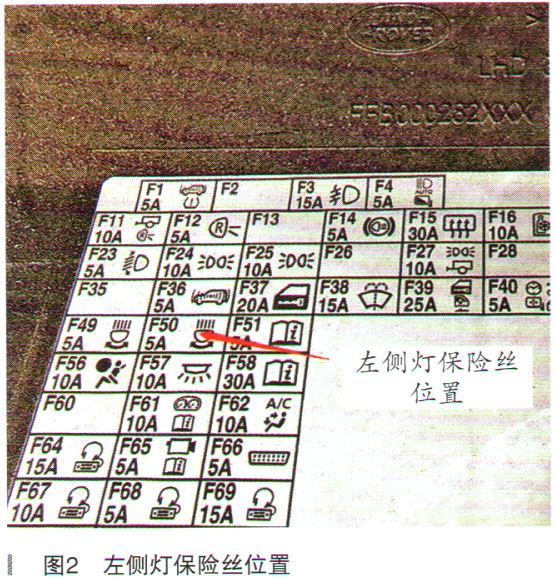 ROVER
LHD
FFB000282XXX
F1 F2 F3 F4
5A 15A 5A
F11 F12 F13 F14 F15 F16
10A 5A 5A 30A 10A
F23 F24 F25 F26 F27 F28
5A 10A 10A 10A
F35 F36 F37 F38 F39 F40
5A 20A 15A 25A 5A
F49 F50 F51
5A 5A 5A
F56 F57 F58
10A 10A 30A
F60 F61 F62 A/C
10A 10A
F64 F65 F66
15A 5A 5A
F67 F68 F69
10A 5A 15A
左侧灯保险丝
位置
图2 左侧灯保险丝位置